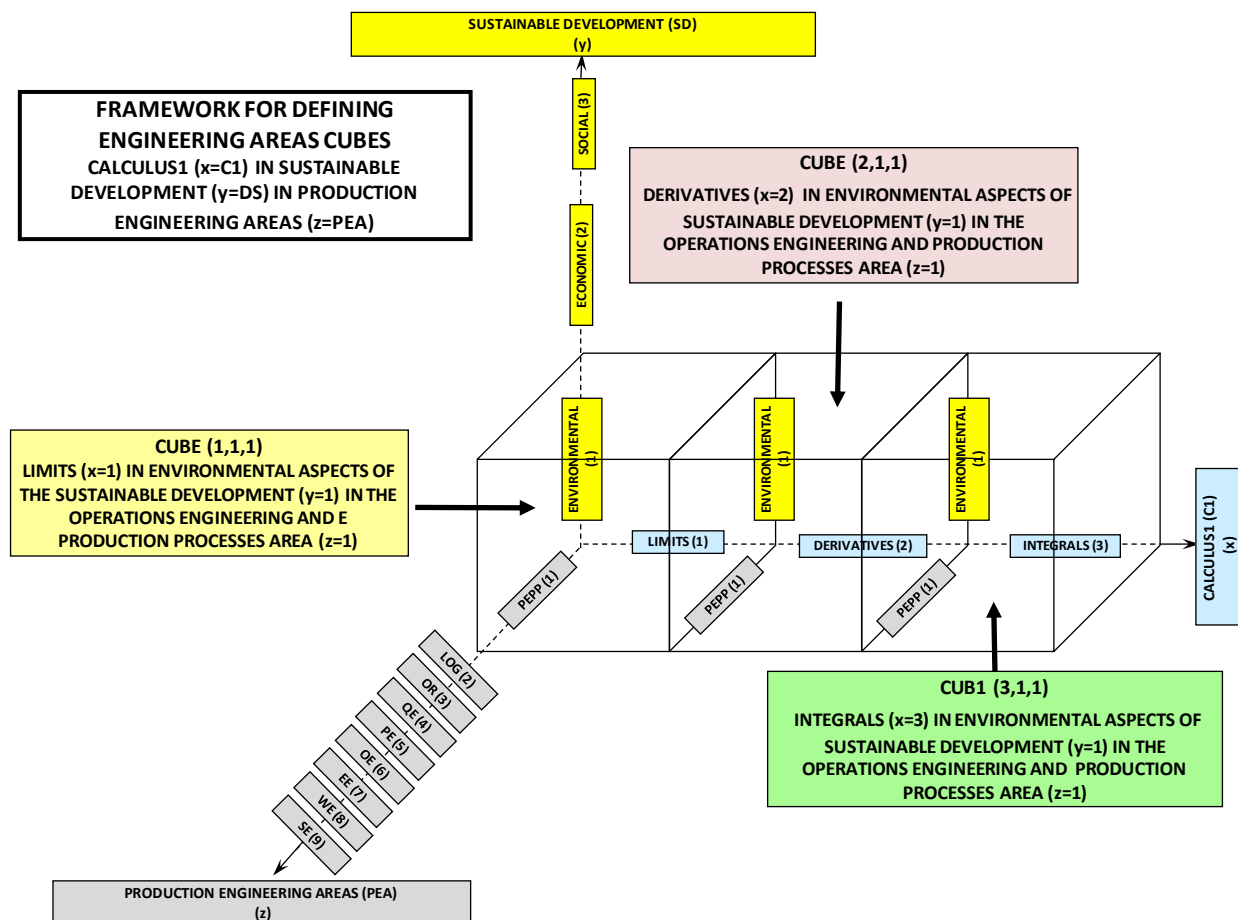 SUSTAINABLE DEVELOPMENT (SD)
(y)
FRAMEWORK FOR DEFINING
ENGINEERING AREAS CUBES
CALCULUS1 (x=C1) IN SUSTAINABLE
DEVELOPMENT (y=DS) IN PRODUCTION
ENGINEERING AREAS (z=PEA)
SOCIAL (3)
ECONOMIC (2)
CUBE (2,1,1)
DERIVATIVES (x=2) IN ENVIRONMENTAL ASPECTS OF
SUSTAINABLE DEVELOPMENT (y=1) IN THE
OPERATIONS ENGINEERING AND PRODUCTION
PROCESSES AREA (z=1)
CUBE (1,1,1)
LIMITS (x=1) IN ENVIRONMENTAL ASPECTS OF
THE SUSTAINABLE DEVELOPMENT (y=1) IN THE
OPERATIONS ENGINEERING AND E
PRODUCTION PROCESSES AREA (z=1)
ENVIRONMENTAL
(1)
ENVIRONMENTAL
(1)
ENVIRONMENTAL
(1)
LIMITS (1)
DERIVATIVES (2)
INTEGRALS (3)
CALCULUS1 (C1)
(x)
PEPP (1)
PEPP (1)
PEPP (1)
LOG (2)
OR (3)
QE (4)
PE (5)
OE (6)
EE (7)
WE (8)
SE (9)
CUB1 (3,1,1)
INTEGRALS (x=3) IN ENVIRONMENTAL ASPECTS OF
SUSTAINABLE DEVELOPMENT (y=1) IN THE
OPERATIONS ENGINEERING AND PRODUCTION
PROCESSES AREA (z=1)
PRODUCTION ENGINEERING AREAS (PEA)
(z)